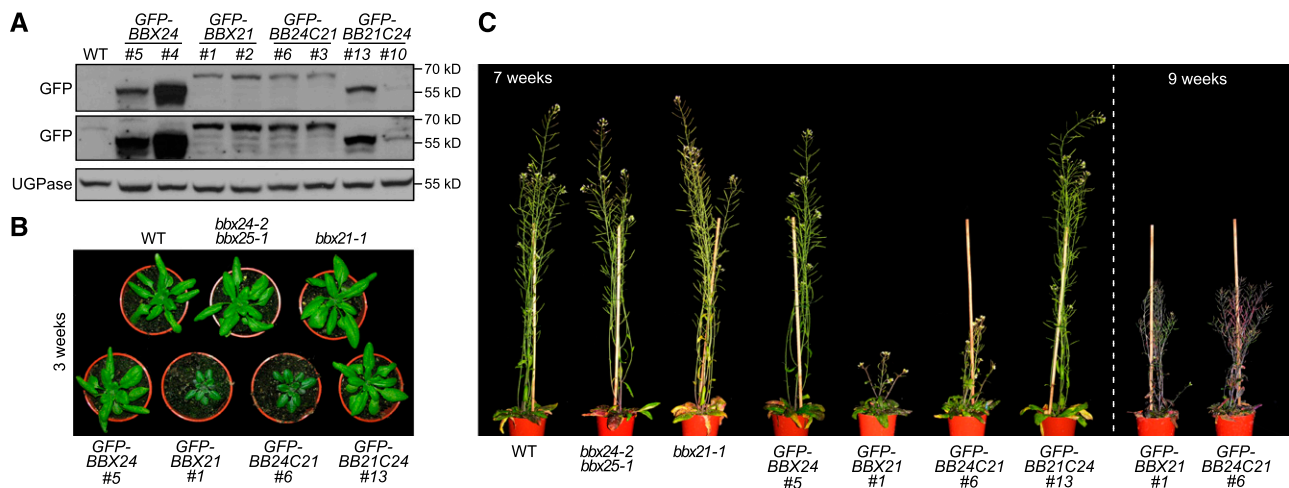 A
GFP- GFP- GFP- GFP-
BBX24 BBX21 BB24C21 BB21C24
WT #5 #4 #1 #2 #6 #3 #13 #10
GFP
70 kD
55 kD
GFP
70 kD
55 kD
UGPase
55 kD
B
WT
bbx24-2
bbx25-1
bbx21-1
3 weeks
GFP-
BBX24
#5
GFP-
BBX21
#1
GFP-
BB24C21
#6
GFP-
BB21C24
#13
C
7 weeks
9 weeks
WT
bbx24-2
bbx25-1
bbx21-1
GFP-
BBX24
#5
GFP-
BBX21
#1
GFP-
BB24C21
#6
GFP-
BB21C24
#13
GFP-
BBX21
#1
GFP-
BB24C21
#6